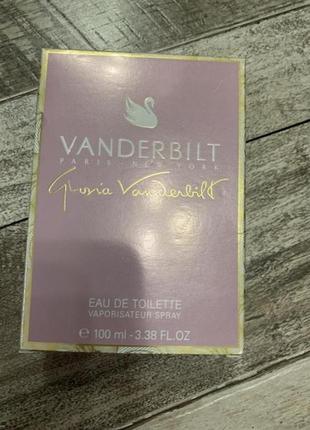 VANDERBILT
PARIS-NEW YORK
Gloria Vanderbilt
EAU DE TOILETTE
VAPORISATEUR SPRAY
℮ 100 ml - 3.38 FL.OZ